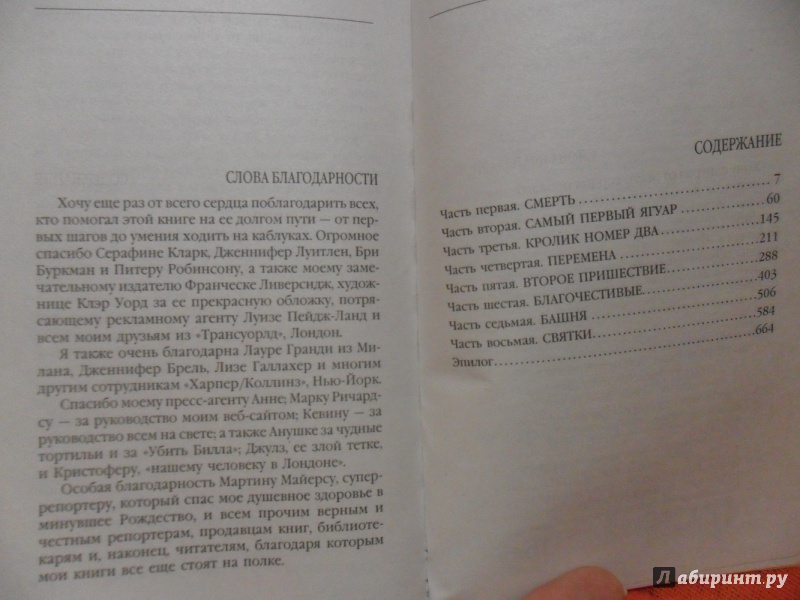 СЛОВА БЛАГОДАРНОСТИ
Хочу еще раз от всего сердца поблагодарить всех,
кто помогал этой книге на ее долгом пути — от пер-
вых шагов до умения ходить на каблуках. Огромное
спасибо Серафине Кларк, Дженнифер Луитлен, Бри
Буркман и Питеру Робинсону, а также моему заме-
чательному издателю Франческе Ливерсидж, худож-
нице Клэр Уорд за ее прекрасную обложку, потря-
сающему рекламному агенту Луизе Пейдж-Ланд и
всем моим друзьям из «Трансуорлд», Лондон.
Я также очень благодарна Лауре Гранди из Ми-
лана, Дженнифер Брель, Лизе Галлахер и многим
другим сотрудникам «Харпер/Коллинз», Нью-Йорк.
Спасибо моему пресс-агенту Анне; Марку Ричард-
су — за руководство моим веб-сайтом; Кевину — за
руководство всем на свете; а также Анушке за чудные
тортильи и за «Убить Билла»; Джулз, ее злой тетке,
и Кристоферу, «нашему человеку в Лондоне».
Особая благодарность Мартину Майерсу, супер-
репортеру, который спас мое душевное здоровье в
минувшее Рождество, и всем прочим верным и
честным репортерам, продавцам книг, библиоте-
карям и, наконец, читателям, благодаря которым
мои книги все еще стоят на полке.
СОДЕРЖАНИЕ
Часть первая. СМЕРТЬ 7
Часть вторая. САМЫЙ ПЕРВЫЙ ЯГУАР 60
Часть третья. КРОЛИК НОМЕР ДВА 145
Часть четвертая. ПЕРЕМЕНА 211
Часть пятая. ВТОРОЕ ПРИШЕСТВИЕ 288
Часть шестая. БЛАГОЧЕСТИВЫЕ 403
Часть седьмая. БАШНЯ 506
Часть восьмая. СВЯТКИ 584
Эпилог 664
Лабиринт.ру